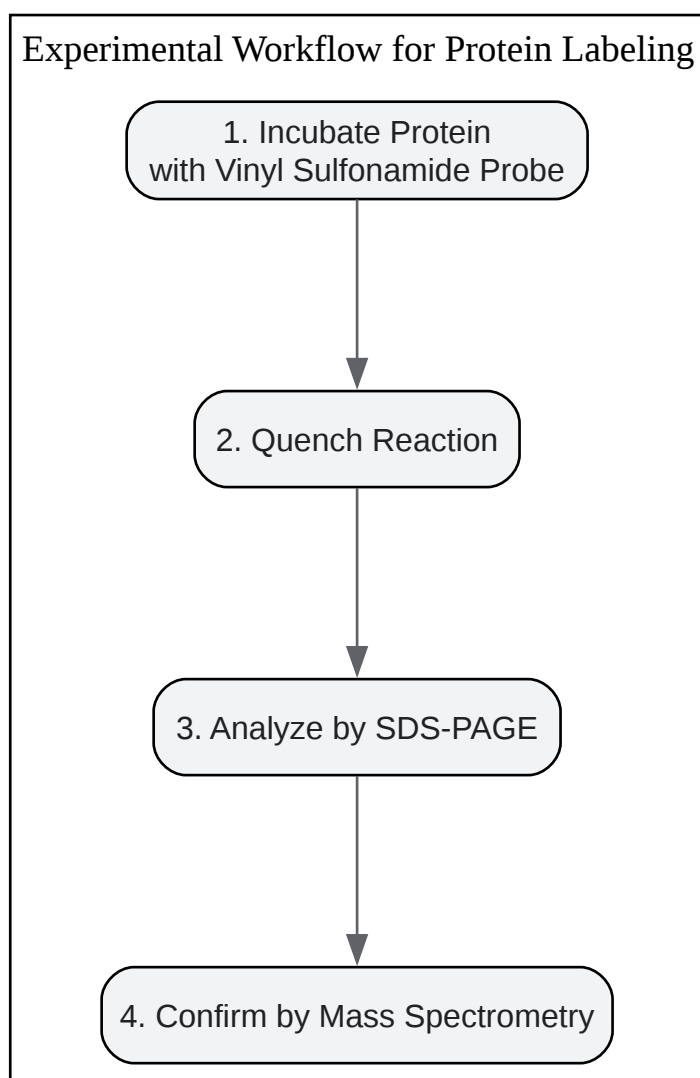 Experimental Workflow for Protein Labeling
1. Incubate Protein
with Vinyl Sulfonamide Probe
2. Quench Reaction
3. Analyze by SDS-PAGE
4. Confirm by Mass Spectrometry